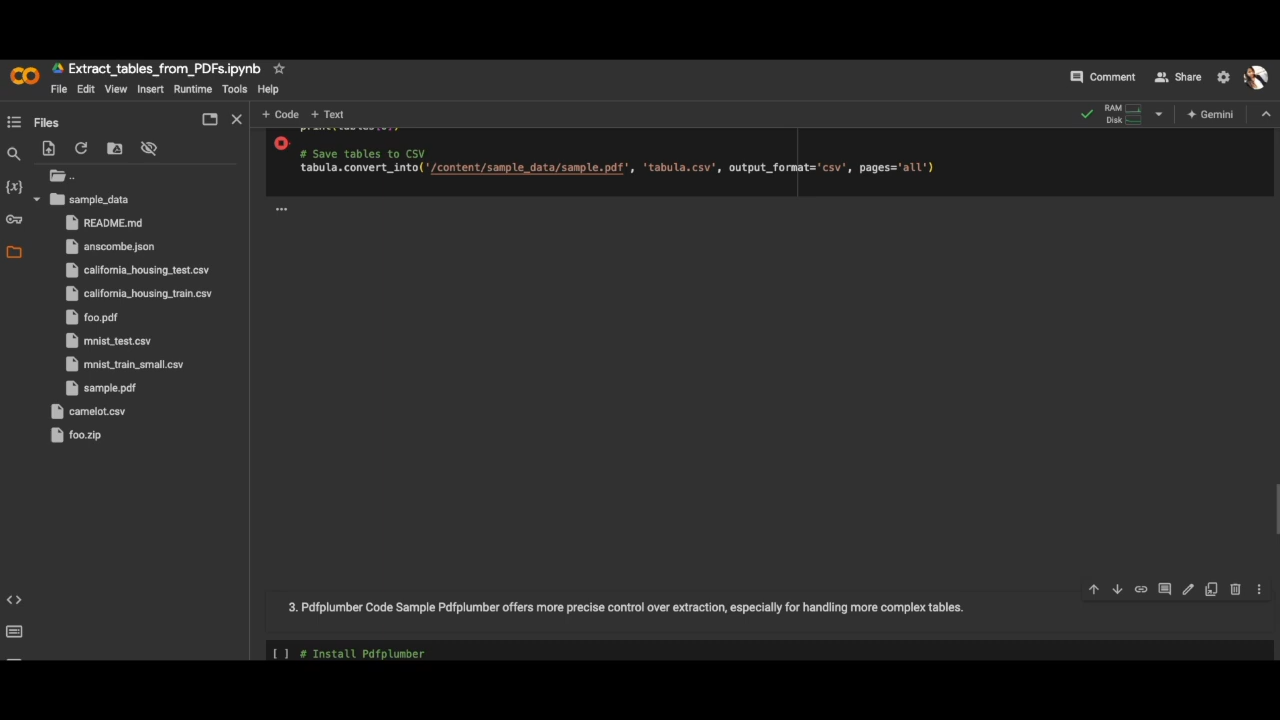 Extract_tables_from_PDFs.ipynb
File Edit View Insert Runtime Tools Help
Comment Share
Files
+ Code + Text
RAM
Disk
Gemini
print(tables[0])
# Save tables to CSV
tabula.convert_into('/content/sample_data/sample.pdf', 'tabula.csv', output_format='csv', pages='all')
...
..
sample_data
README.md
anscombe.json
california_housing_test.csv
california_housing_train.csv
foo.pdf
mnist_test.csv
mnist_train_small.csv
sample.pdf
camelot.csv
foo.zip
3. Pdfplumber Code Sample Pdfplumber offers more precise control over extraction, especially for handling more complex tables.
[ ] # Install Pdfplumber